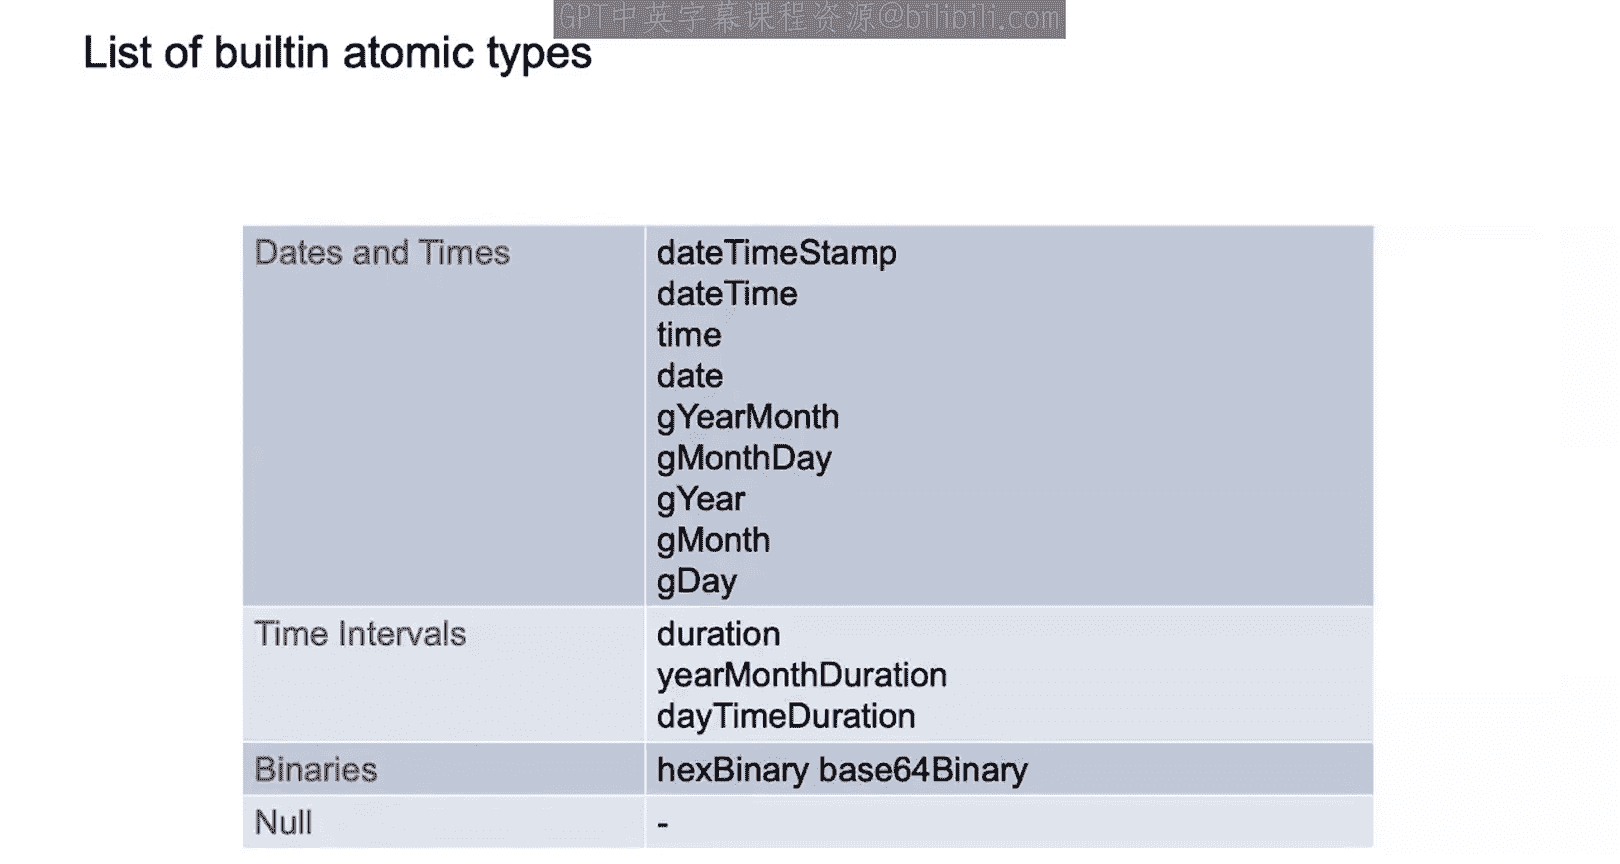 GPT中英字幕课程资源@bilibili.com
List of builtin atomic types
Dates and Times
dateTimeStamp
dateTime
time
date
gYearMonth
gMonthDay
gYear
gMonth
gDay
Time Intervals
duration
yearMonthDuration
dayTimeDuration
Binaries
hexBinary base64Binary
Null
-